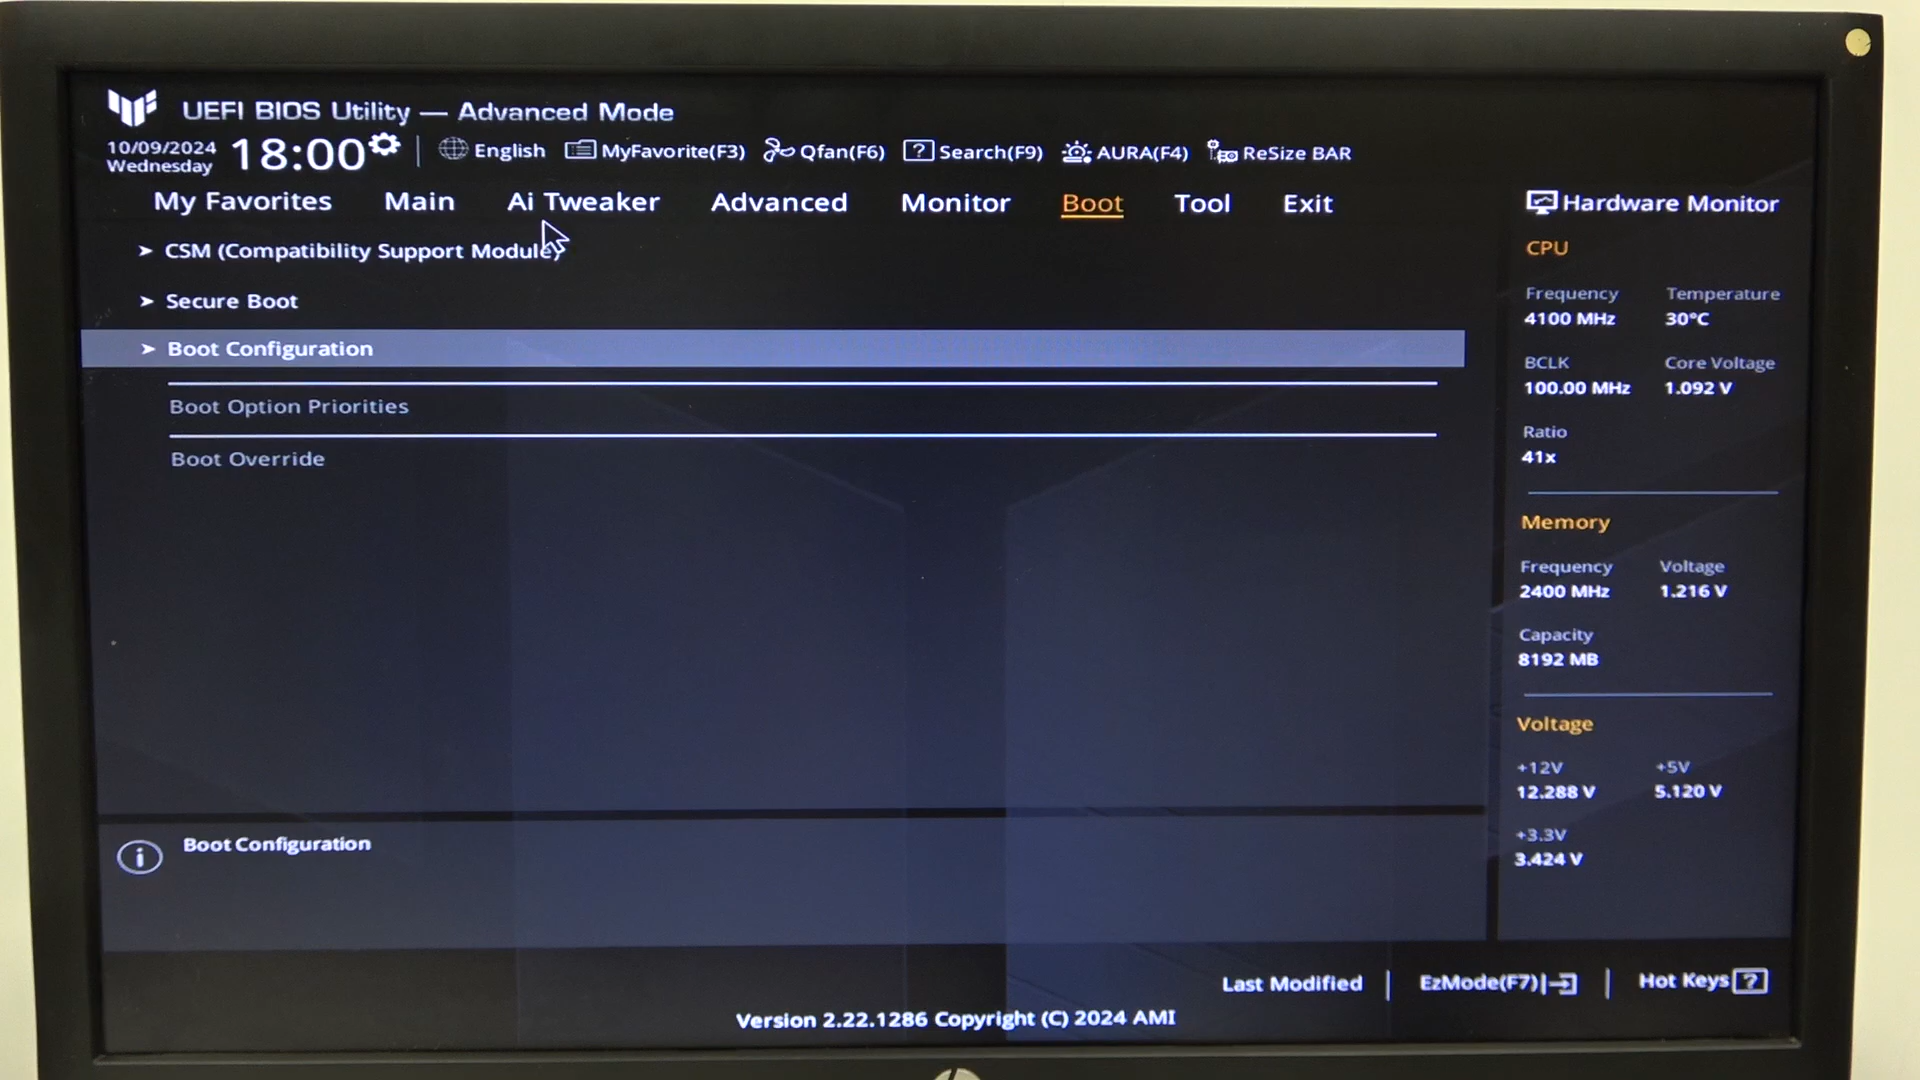 UEFI BIOS Utility — Advanced Mode
10/09/2024
Wednesday
18:00
English
MyFavorite(F3)
Qfan(F6)
? Search(F9)
AURA(F4)
ReSize BAR
My Favorites
Main
Ai Tweaker
Advanced
Monitor
Boot
Tool
Exit
CSM (Compatibility Support Module)
Secure Boot
Boot Configuration
Boot Option Priorities
Boot Override
i Boot Configuration
Hardware Monitor
CPU
Frequency Temperature
4100 MHz 30°C
BCLK Core Voltage
100.00 MHz 1.092 V
Ratio
41x
Memory
Frequency Voltage
2400 MHz 1.216 V
Capacity
8192 MB
Voltage
+12V +5V
12.288 V 5.120 V
+3.3V
3.424 V
Last Modified
EzMode(F7)
Hot Keys ?
Version 2.22.1286 Copyright (C) 2024 AMI